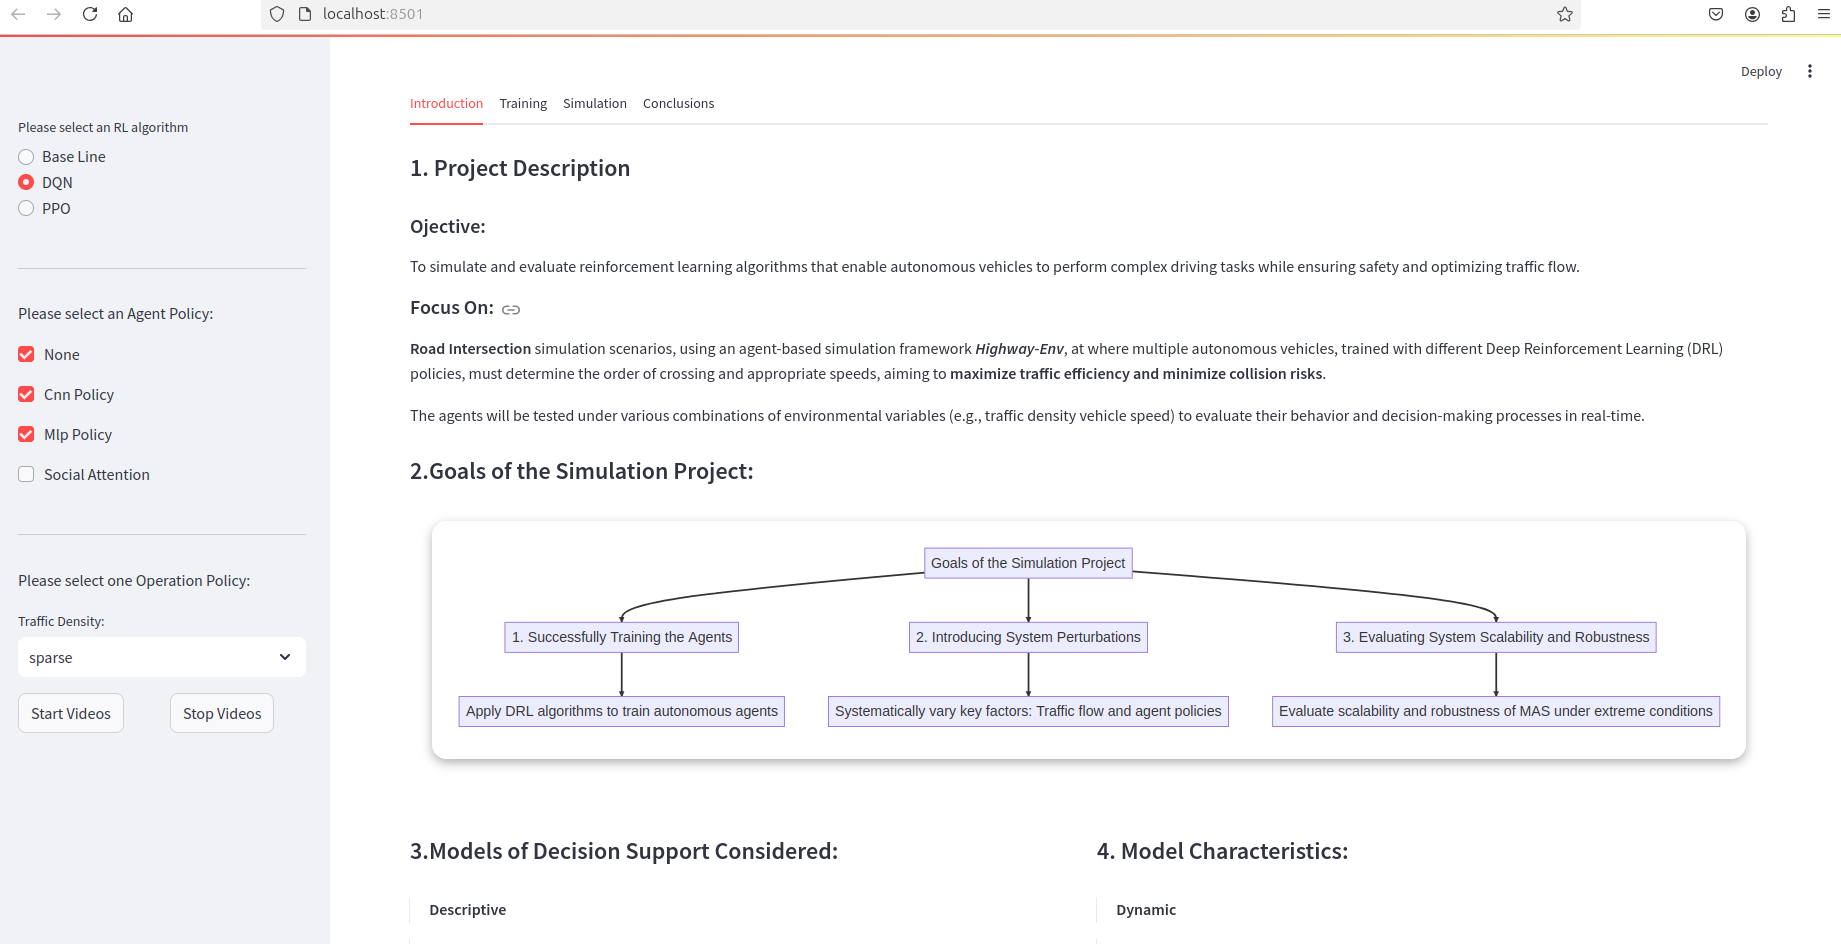 localhost:8501
Deploy
Please select an RL algorithm
Base Line
DQN
PPO
Please select an Agent Policy:
None
Cnn Policy
Mlp Policy
Social Attention
Please select one Operation Policy:
Traffic Density:
sparse
Start Videos Stop Videos
Introduction Training Simulation Conclusions
1. Project Description
Ojective:
To simulate and evaluate reinforcement learning algorithms that enable autonomous vehicles to perform complex driving tasks while ensuring safety and optimizing traffic flow.
Focus On:
Road Intersection simulation scenarios, using an agent-based simulation framework Highway-Env, at where multiple autonomous vehicles, trained with different Deep Reinforcement Learning (DRL)
policies, must determine the order of crossing and appropriate speeds, aiming to maximize traffic efficiency and minimize collision risks.
The agents will be tested under various combinations of environmental variables (e.g., traffic density vehicle speed) to evaluate their behavior and decision-making processes in real-time.
2.Goals of the Simulation Project:
Goals of the Simulation Project
1. Successfully Training the Agents
2. Introducing System Perturbations
3. Evaluating System Scalability and Robustness
Apply DRL algorithms to train autonomous agents
Systematically vary key factors: Traffic flow and agent policies
Evaluate scalability and robustness of MAS under extreme conditions
3.Models of Decision Support Considered:
Descriptive
4. Model Characteristics:
Dynamic